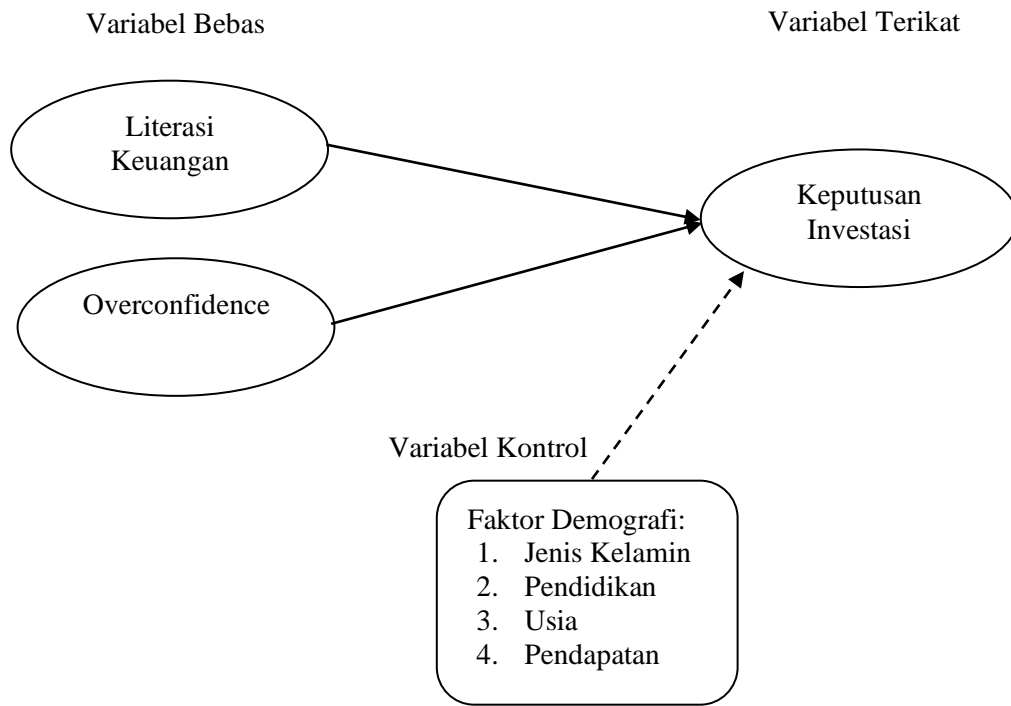 Variabel Bebas
Variabel Terikat
Literasi
Keuangan
Keputusan
Investasi
Overconfidence
Variabel Kontrol
Faktor Demografi:
1. Jenis Kelamin
2. Pendidikan
3. Usia
4. Pendapatan